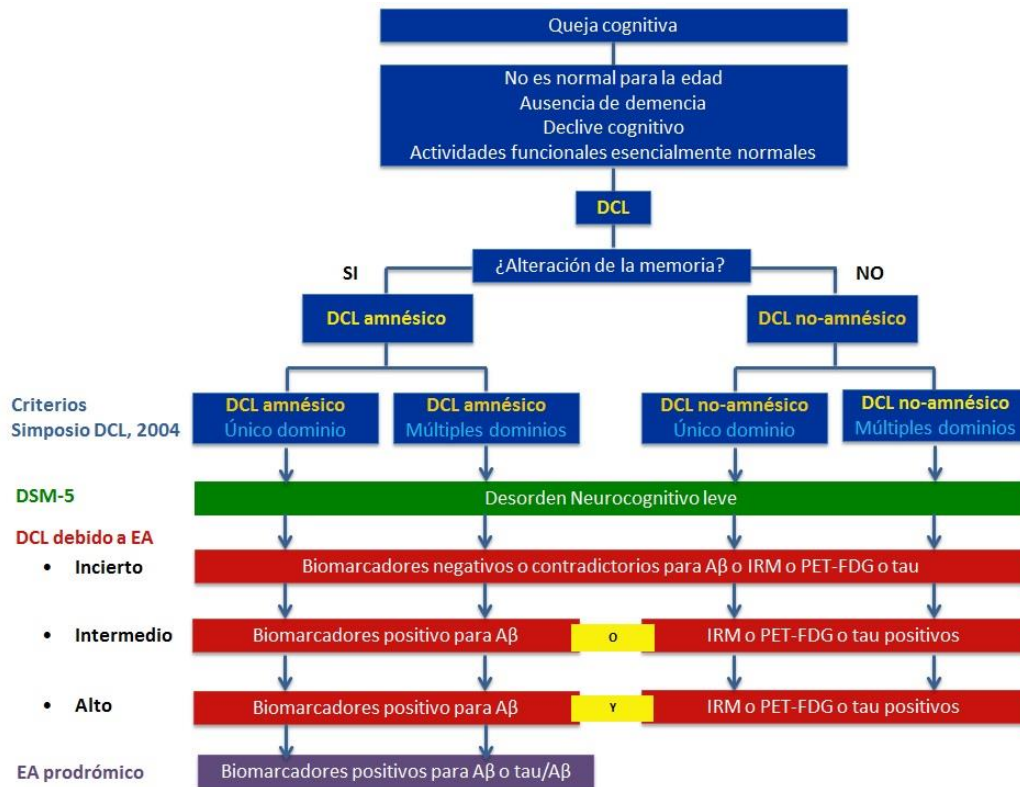 Queja cognitiva
No es normal para la edad
Ausencia de demencia
Declive cognitivo
Actividades funcionales esencialmente normales
DCL
¿Alteración de la memoria?
SI
NO
DCL amnésico
DCL no-amnésico
Criterios
Simposio DCL, 2004
DCL amnésico
Único dominio
DCL amnésico
Múltiples dominios
DCL no-amnésico
Único dominio
DCL no-amnésico
Múltiples dominios
DSM-5
Desorden Neurocognitivo leve
DCL debido a EA
• Incierto
Biomarcadores negativos o contradictorios para Aβ o IRM o PET-FDG o tau
• Intermedio
Biomarcadores positivo para Aβ
O
IRM o PET-FDG o tau positivos
• Alto
Biomarcadores positivo para Aβ
Y
IRM o PET-FDG o tau positivos
EA prodrómico
Biomarcadores positivos para Aβ o tau/Aβ